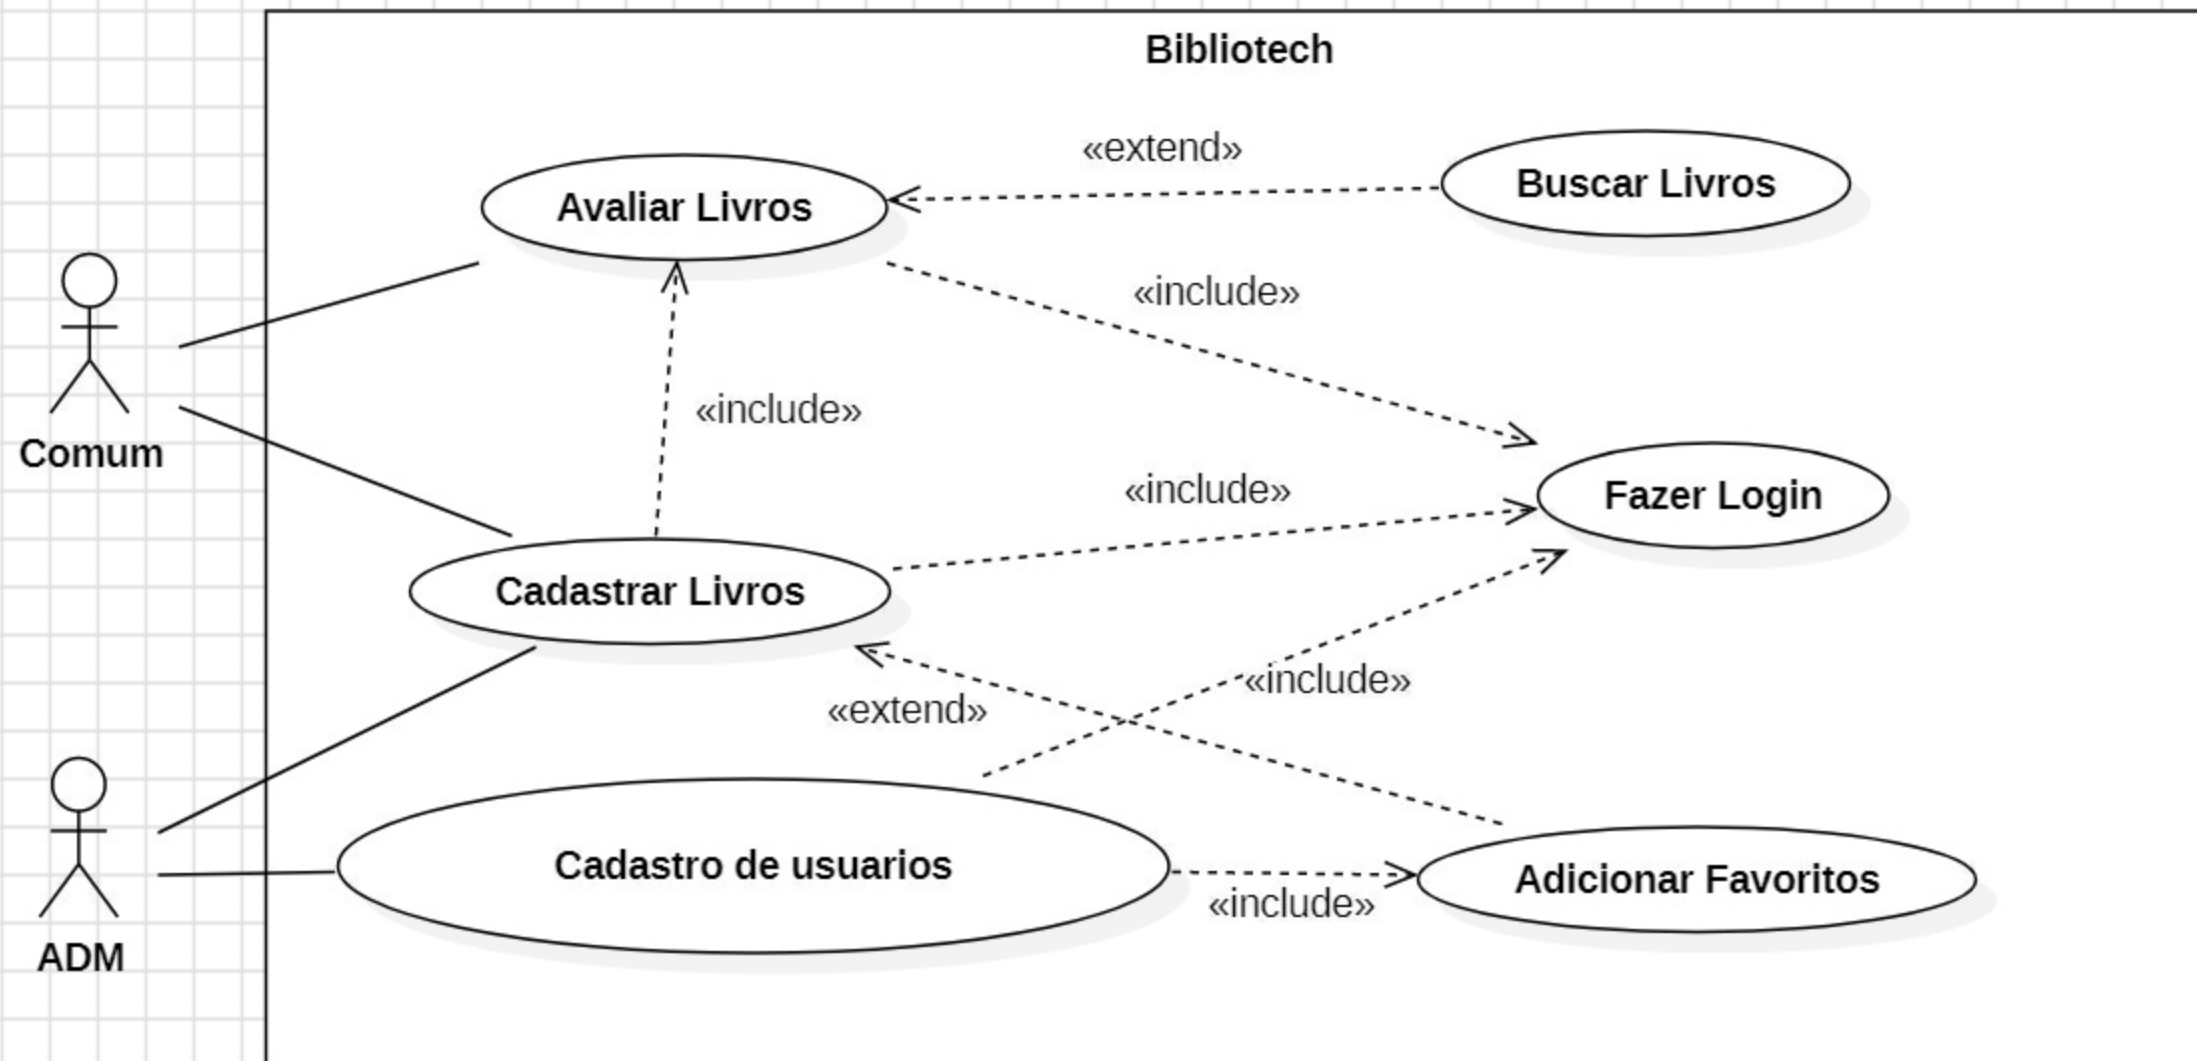 Bibliotech
«extend»
Buscar Livros
Avaliar Livros
«include»
«include»
Comum
«include»
Fazer Login
Cadastrar Livros
«include»
«extend»
Cadastro de usuarios
Adicionar Favoritos
«include»
ADM